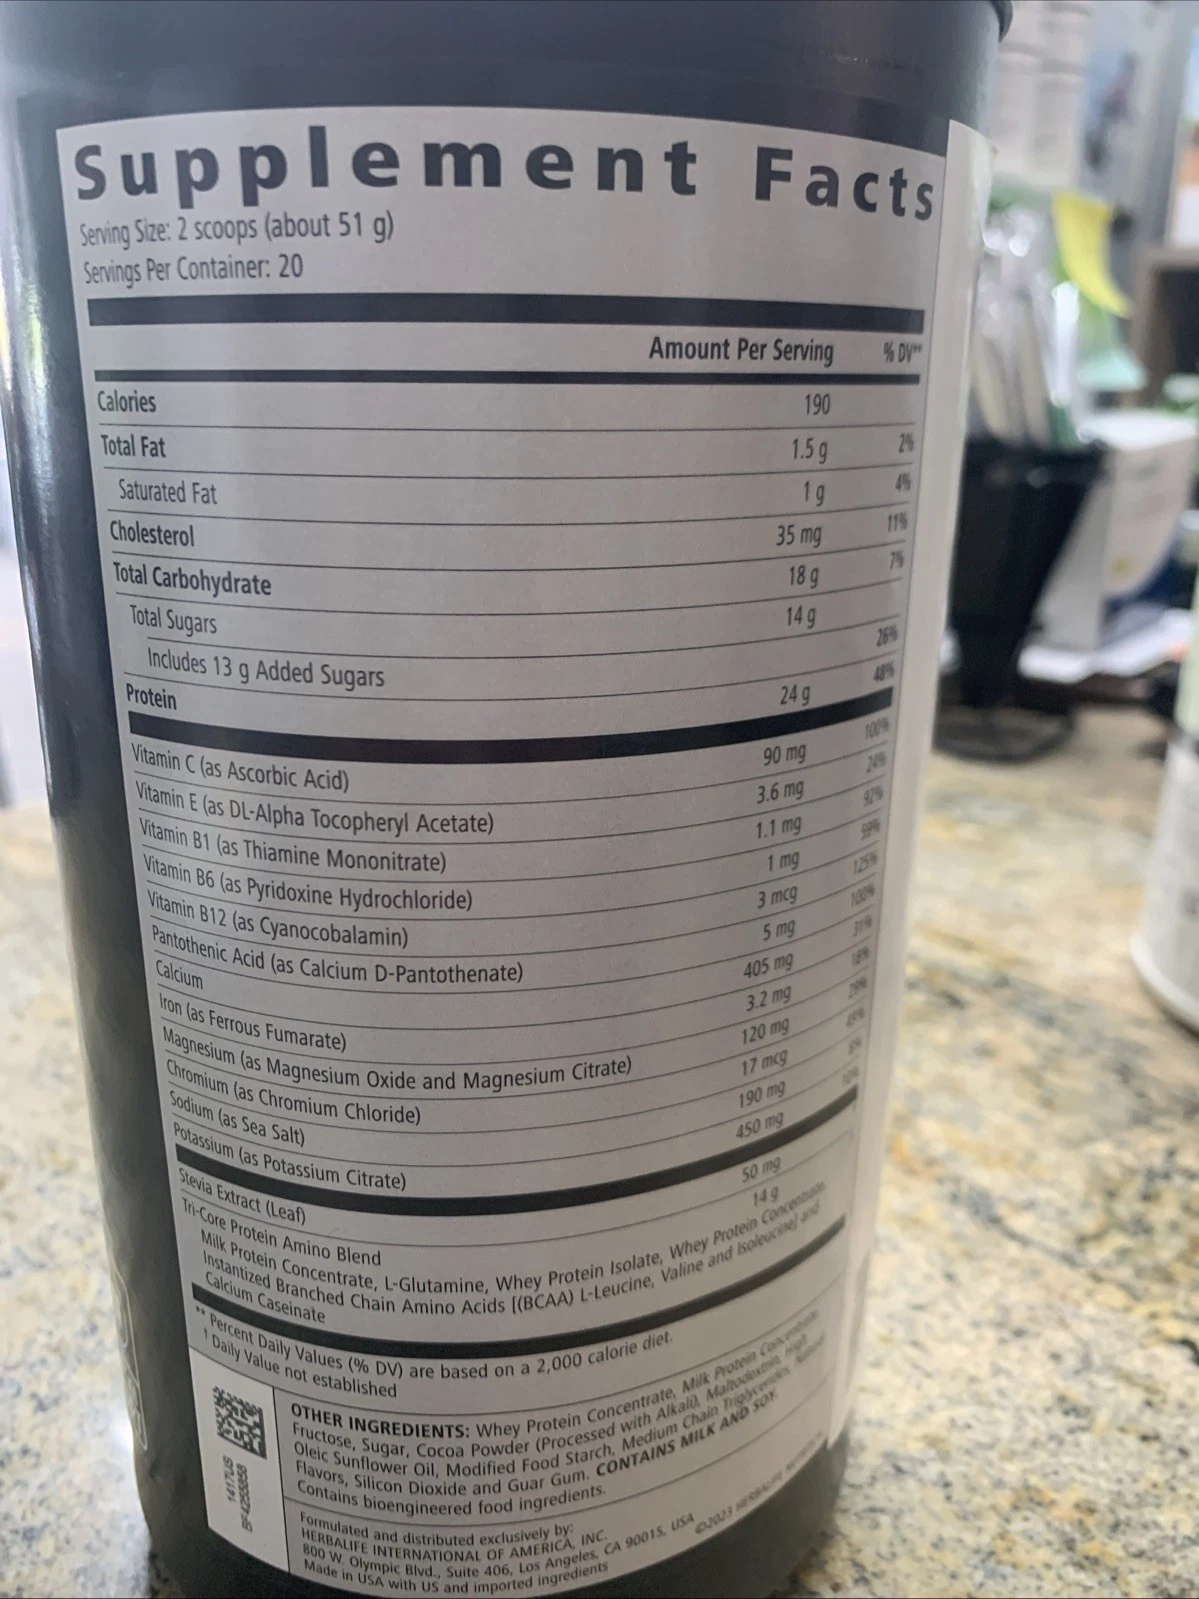 Supplement Facts
Serving Size: 2 scoops (about 51 g)
Servings Per Container: 20
Amount Per Serving % DV**
Calories 190
Total Fat 1.5 g 2%
Saturated Fat 1 g 4%
Cholesterol 35 mg 11%
Total Carbohydrate 18 g 7%
Total Sugars 14 g
Includes 13 g Added Sugars 26%
Protein 24 g 48%
Vitamin C (as Ascorbic Acid) 90 mg 100%
Vitamin E (as DL-Alpha Tocopheryl Acetate) 3.6 mg 24%
Vitamin B1 (as Thiamine Mononitrate) 1.1 mg 92%
Vitamin B6 (as Pyridoxine Hydrochloride) 1 mg 59%
Vitamin B12 (as Cyanocobalamin) 3 mcg 125%
Pantothenic Acid (as Calcium D-Pantothenate) 5 mg 100%
Calcium 405 mg 31%
Iron (as Ferrous Fumarate) 3.2 mg 18%
Magnesium (as Magnesium Oxide and Magnesium Citrate) 120 mg
Chromium (as Chromium Chloride) 17 mcg
Sodium (as Sea Salt) 190 mg
Potassium (as Potassium Citrate) 450 mg 10%
Stevia Extract (Leaf) 50 mg
Tri-Core Protein Amino Blend 14 g
Milk Protein Concentrate, L-Glutamine, Whey Protein Isolate, Whey Protein Concentrate,
Instantized Branched Chain Amino Acids [(BCAA) L-Leucine, Valine and Isoleucine] and
Calcium Caseinate
** Percent Daily Values (% DV) are based on a 2,000 calorie diet.
† Daily Value not established
OTHER INGREDIENTS: Whey Protein Concentrate, Milk Protein Concentrate,
Fructose, Sugar, Cocoa Powder (Processed with Alkali), Maltodextrin, High
Oleic Sunflower Oil, Modified Food Starch, Medium Chain Triglycerides, Natural
Flavors, Silicon Dioxide and Guar Gum. CONTAINS MILK AND SOY.
Contains bioengineered food ingredients.
1417US
Formulated and distributed exclusively by:
HERBALIFE INTERNATIONAL OF AMERICA, INC.
800 W. Olympic Blvd., Suite 406, Los Angeles, CA 90015, USA
Made in USA with US and imported ingredients
©2023 HERBALIFE